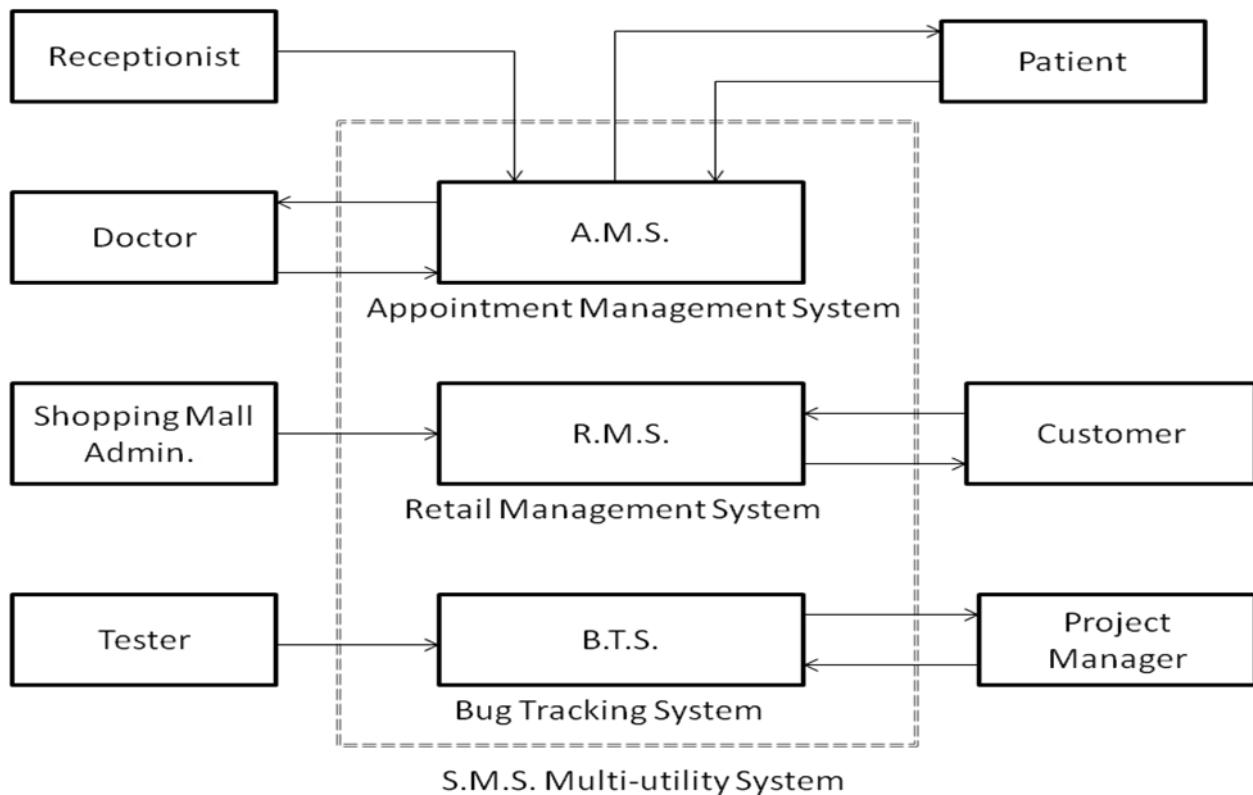 Receptionist
Patient
Doctor
A.M.S.
Appointment Management System
Shopping Mall
Admin.
R.M.S.
Customer
Retail Management System
Tester
B.T.S.
Project
Manager
Bug Tracking System
S.M.S. Multi-utility System